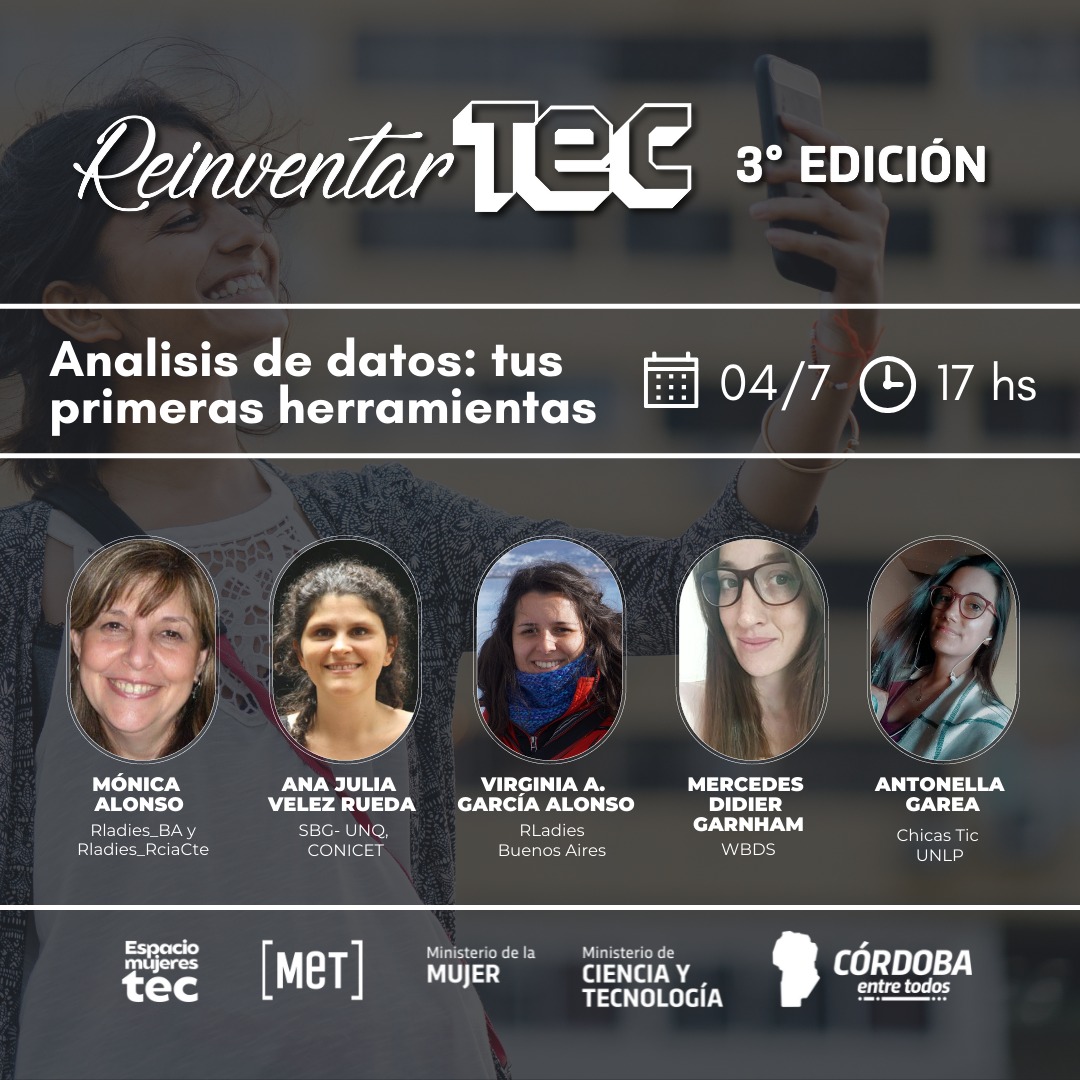 Reinventar TEC 3° EDICIÓN
Analisis de datos: tus
primeras herramientas
04/7 17 hs
MÓNICA
ALONSO
Rladies_BA y
Rladies_RciaCte
ANA JULIA
VELEZ RUEDA
SBG- UNQ,
CONICET
VIRGINIA A.
GARCÍA ALONSO
RLadies
Buenos Aires
MERCEDES
DIDIER
GARNHAM
WBDS
ANTONELLA
GAREA
Chicas Tic
UNLP
Espacio
mujeres
tec
[MeT]
Ministerio de la
MUJER
Ministerio de
CIENCIA Y
TECNOLOGÍA
CÓRDOBA
entre todos